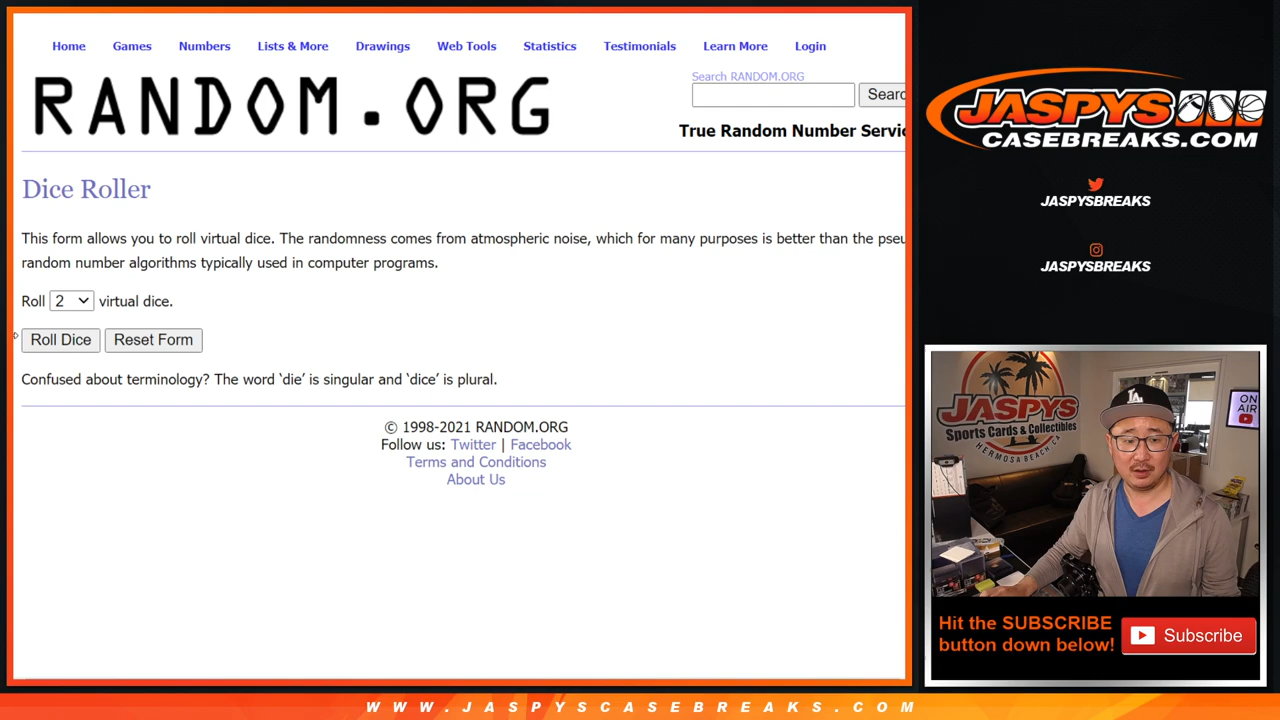 Home Games Numbers Lists & More Drawings Web Tools Statistics Testimonials Learn More Login
RANDOM.ORG
Search RANDOM.ORG
Searc
True Random Number Servic
Dice Roller
This form allows you to roll virtual dice. The randomness comes from atmospheric noise, which for many purposes is better than the pseu
random number algorithms typically used in computer programs.
Roll 2 virtual dice.
Roll Dice Reset Form
Confused about terminology? The word ‘die’ is singular and ‘dice’ is plural.
© 1998-2021 RANDOM.ORG
Follow us: Twitter | Facebook
Terms and Conditions
About Us
JASPYS
CASEBREAKS.COM
JASPYSBREAKS
JASPYSBREAKS
JASPYS
Sports Cards & Collectibles
HERMOSA BEACH, CA
LA
ON
AIR
Hit the SUBSCRIBE
button down below!
Subscribe
WWW.JASPYSCASEBREAKS.COM